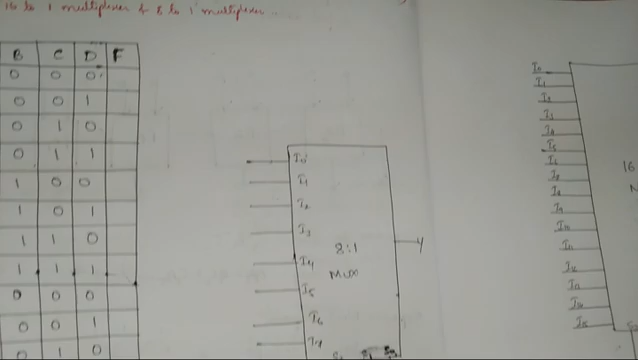 16 to 1 multiplexer & 8 to 1 multiplexer.
B C D F
0 0 0
0 0 1
0 1 0
0 1 1
1 0 0
1 0 1
1 1 0
1 1 1
0 0 0
0 0 1
0 1 0
I0
I1
I2
I3
I4
I5
I6
I7
8:1
MUX
Y
I0
I1
I2
I3
I4
I5
I9
I10
I11
I12
I13
I14
I15
16
M